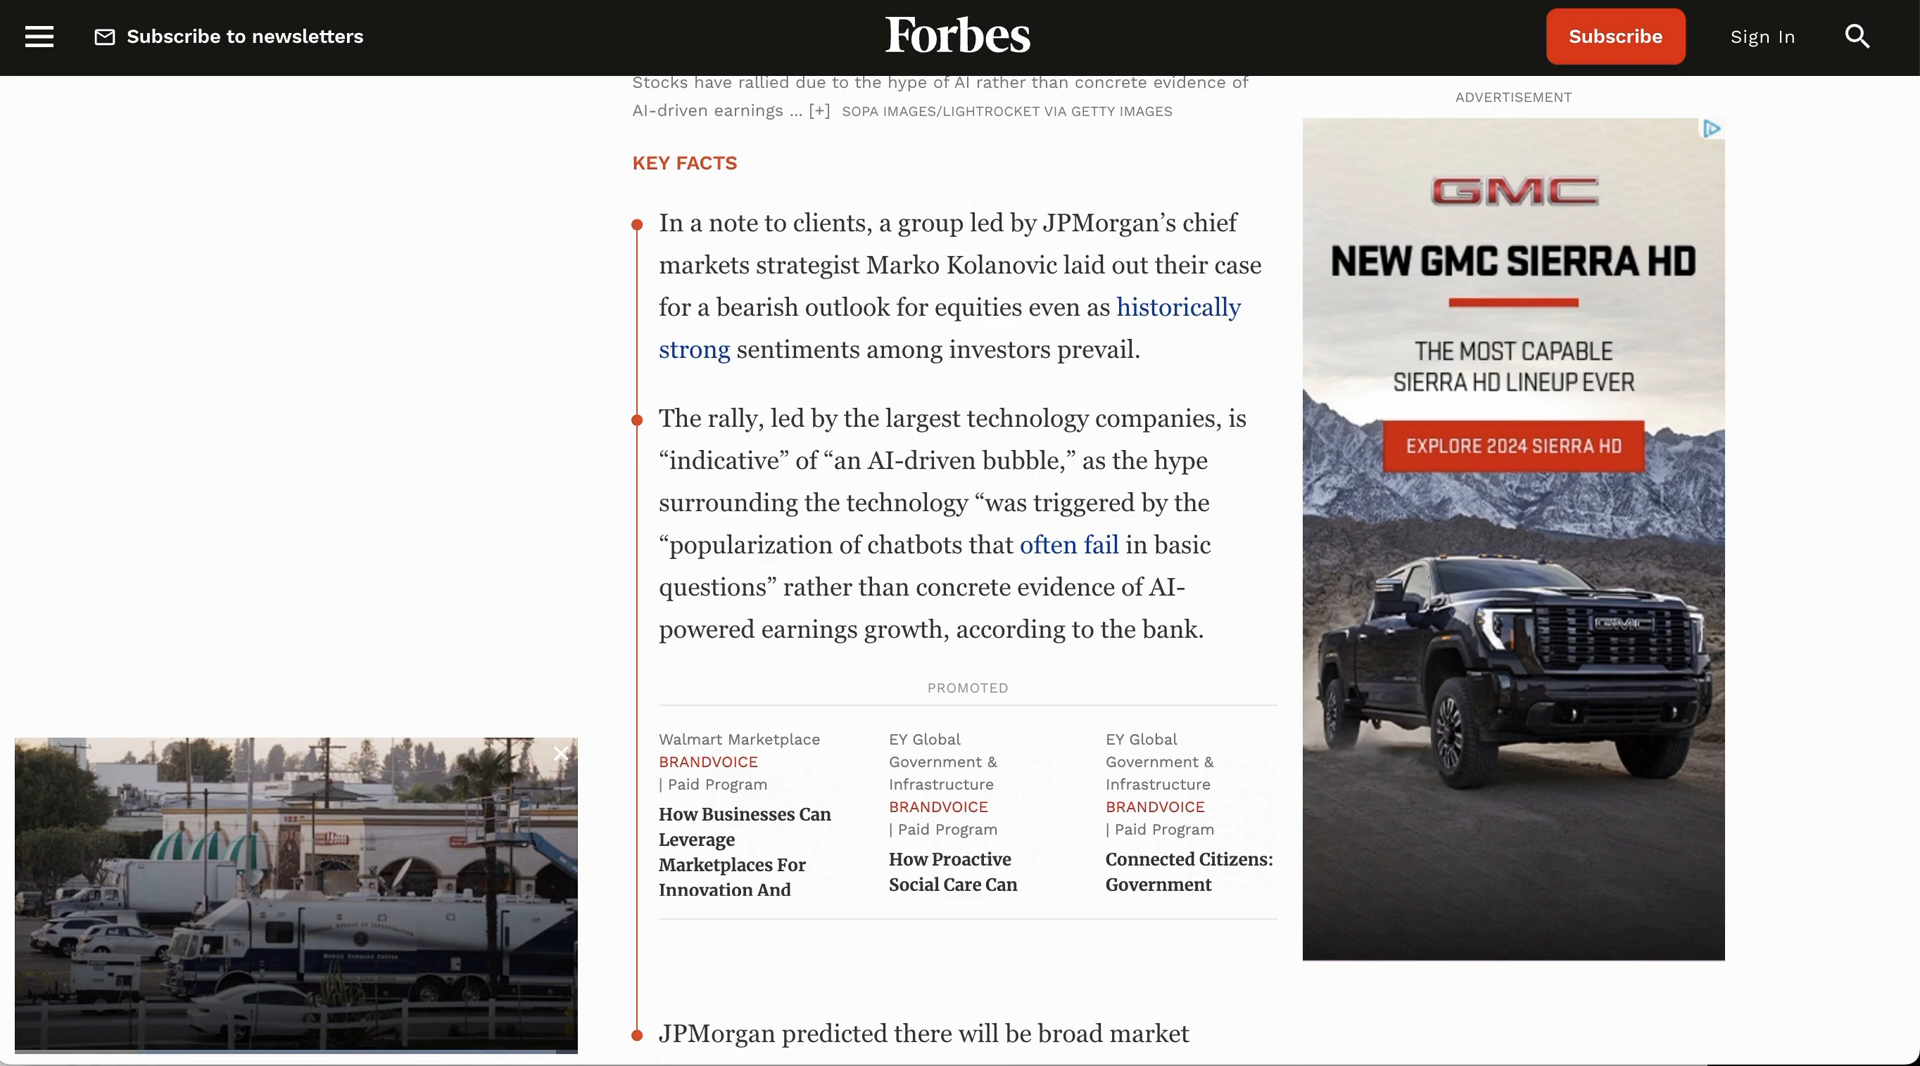 Subscribe to newsletters
Forbes
Subscribe
Sign In
Stocks have rallied due to the hype of AI rather than concrete evidence of
AI-driven earnings ... [+] SOPA IMAGES/LIGHTROCKET VIA GETTY IMAGES
KEY FACTS
In a note to clients, a group led by JPMorgan’s chief
markets strategist Marko Kolanovic laid out their case
for a bearish outlook for equities even as historically
strong sentiments among investors prevail.
The rally, led by the largest technology companies, is
“indicative” of “an AI-driven bubble,” as the hype
surrounding the technology “was triggered by the
“popularization of chatbots that often fail in basic
questions” rather than concrete evidence of AI-
powered earnings growth, according to the bank.
PROMOTED
Walmart Marketplace
BRANDVOICE
| Paid Program
How Businesses Can
Leverage
Marketplaces For
Innovation And
EY Global
Government &
Infrastructure
BRANDVOICE
| Paid Program
How Proactive
Social Care Can
EY Global
Government &
Infrastructure
BRANDVOICE
| Paid Program
Connected Citizens:
Government
JPMorgan predicted there will be broad market
ADVERTISEMENT
GMC
NEW GMC SIERRA HD
THE MOST CAPABLE
SIERRA HD LINEUP EVER
EXPLORE 2024 SIERRA HD
GMC
MOBILE COMMAND CENTER